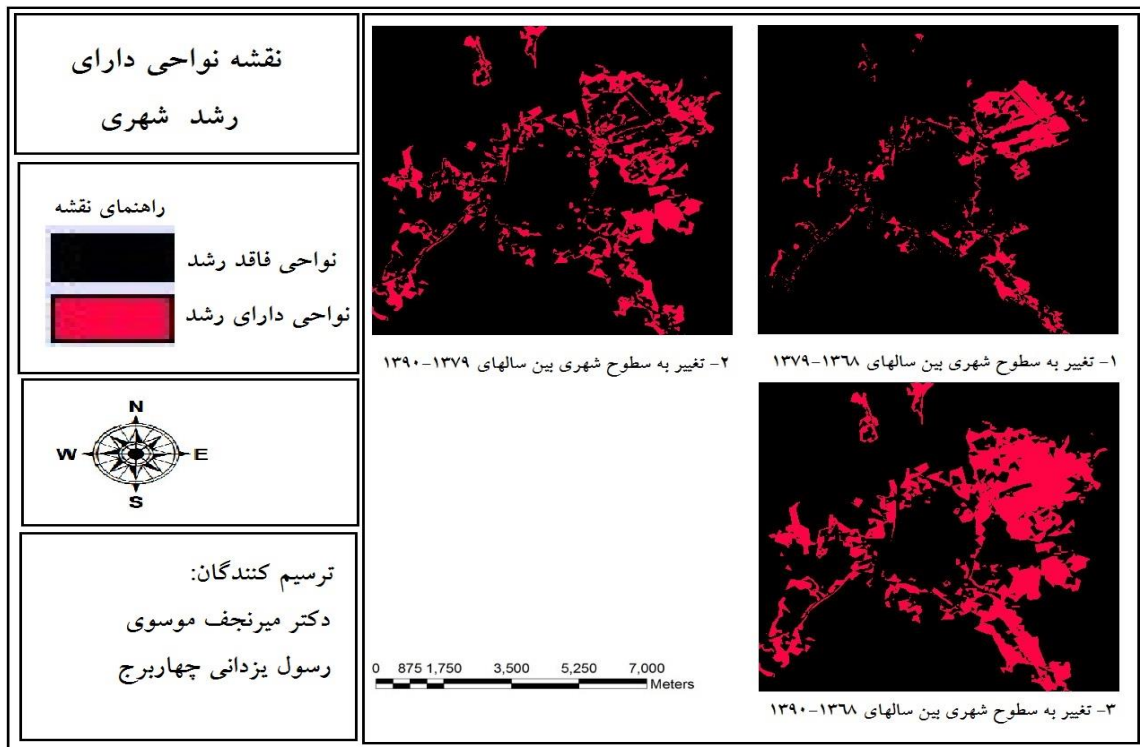 نقشه نواحی دارای
رشد شهری
راهنمای نقشه
نواحی فاقد رشد
نواحی دارای رشد
N
W E
S
ترسیم کنندگان:
دکتر میرنجف موسوی
رسول یزدانی چهاربرج
۱- تغییر به سطوح شهری بین سالهای ۱۳۶۸-۱۳۷۹
۲- تغییر به سطوح شهری بین سالهای ۱۳۷۹-۱۳۹۰
۳- تغییر به سطوح شهری بین سالهای ۱۳۶۸-۱۳۹۰
0 875 1,750 3,500 5,250 7,000
Meters